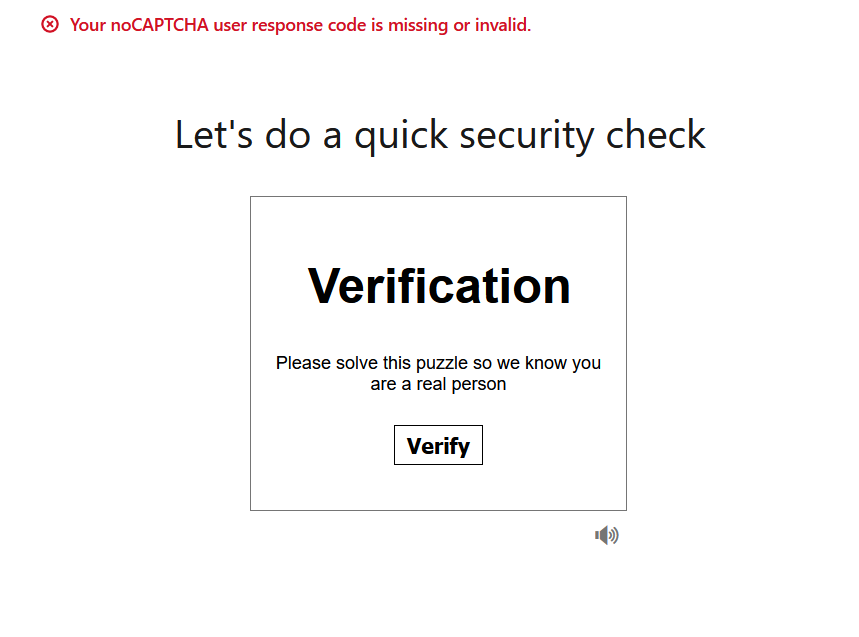 Your noCAPTCHA user response code is missing or invalid.
Let's do a quick security check
Verification
Please solve this puzzle so we know you
are a real person
Verify